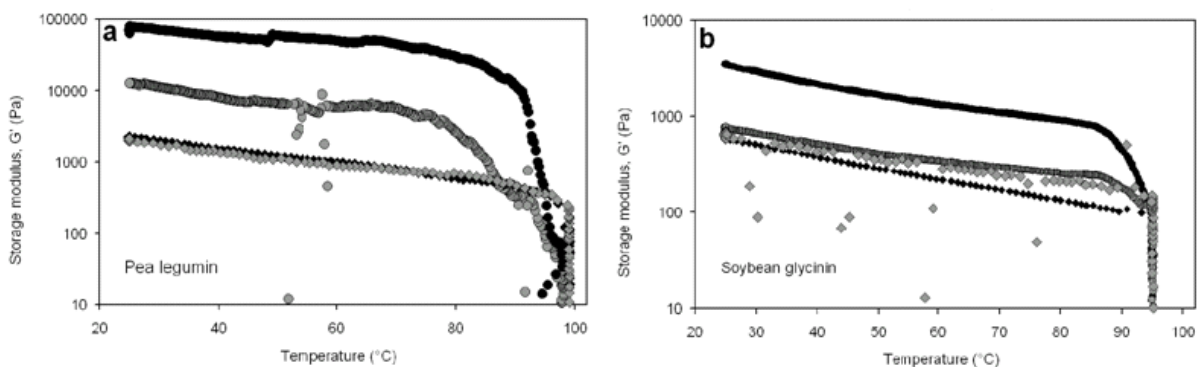 a
100000
10000
1000
100
10
Storage modulus, G' (Pa)
Pea legumin
20 40 60 80 100
Temperature (°C)
b
10000
1000
100
10
Storage modulus, G' (Pa)
Soybean glycinin
20 30 40 50 60 70 80 90 100
Temperature (°C)